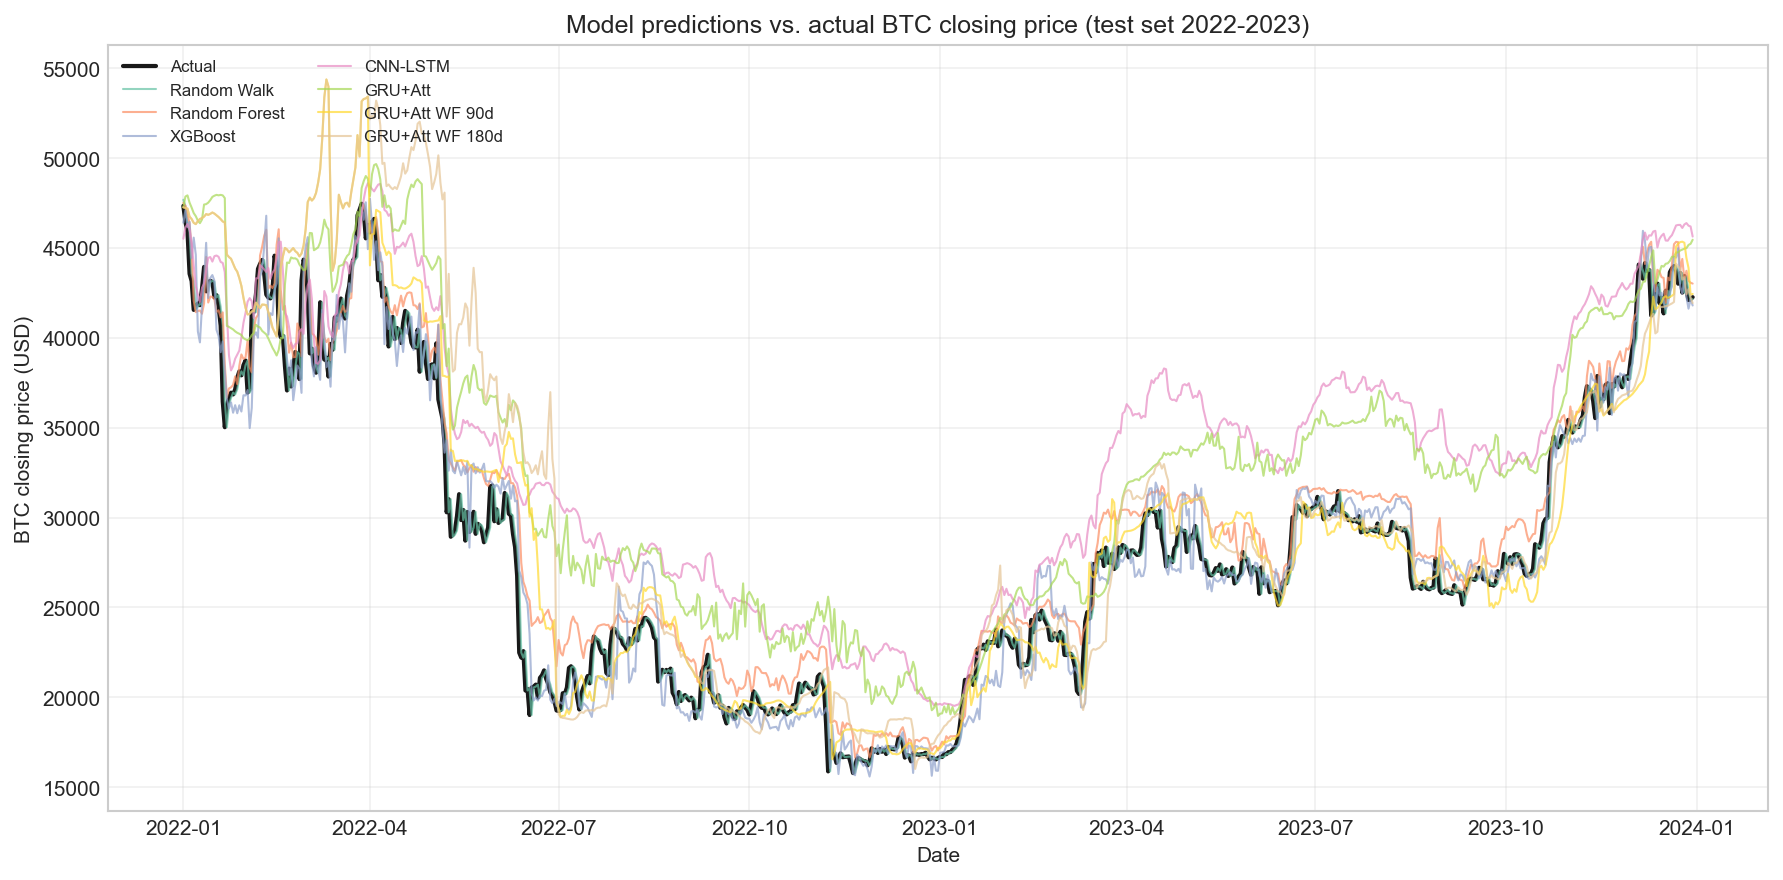 Model predictions vs. actual BTC closing price (test set 2022-2023)
Actual
Random Walk
Random Forest
XGBoost
CNN-LSTM
GRU+Att
GRU+Att WF 90d
GRU+Att WF 180d
BTC closing price (USD)
55000
50000
45000
40000
35000
30000
25000
20000
15000
2022-01
2022-04
2022-07
2022-10
2023-01
2023-04
2023-07
2023-10
2024-01
Date